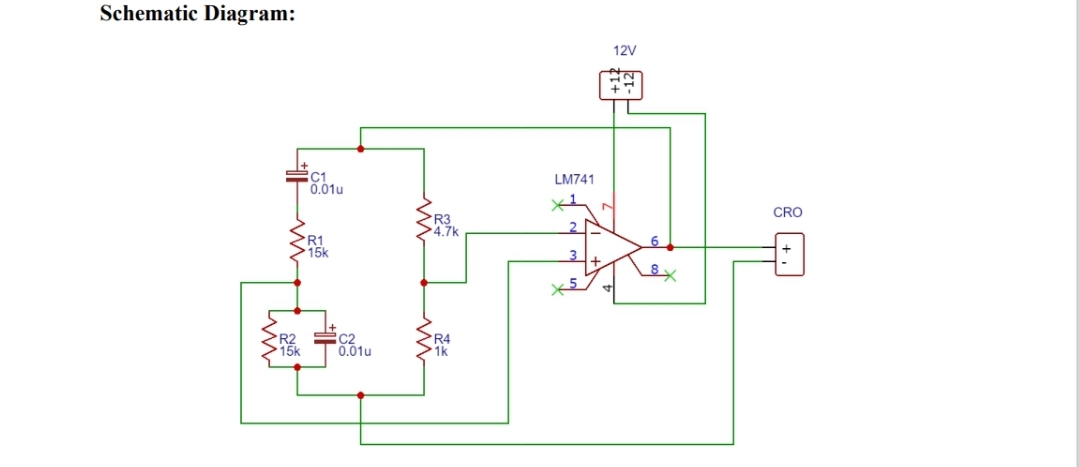 Schematic Diagram:
12V
+12
-12
C1
0.01u
LM741
1
7
R3
4.7k
2
CRO
R1
15k
6
+
-
3
8
5
4
R2
15k
C2
0.01u
R4
1k